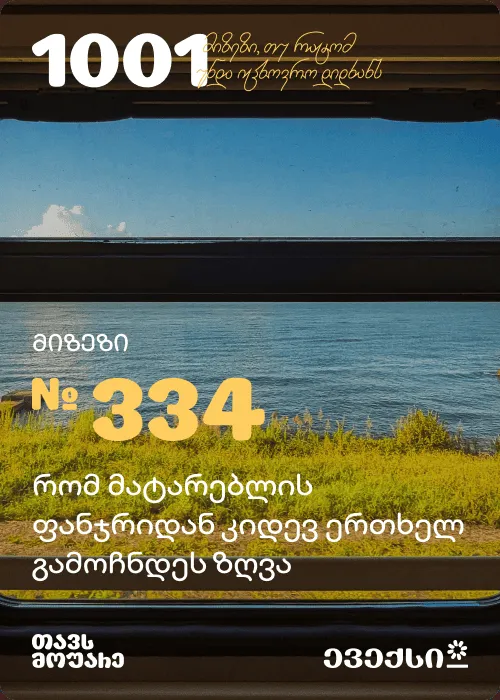 1001 მიზეზი, თუ რატომ
უნდა იცხოვრო დიდხანს
მიზეზი
№ 334
რომ მატარებლის
ფანჯრიდან კიდევ ერთხელ
გამოჩნდეს ზღვა
თავს
მოუარე
ევექსი